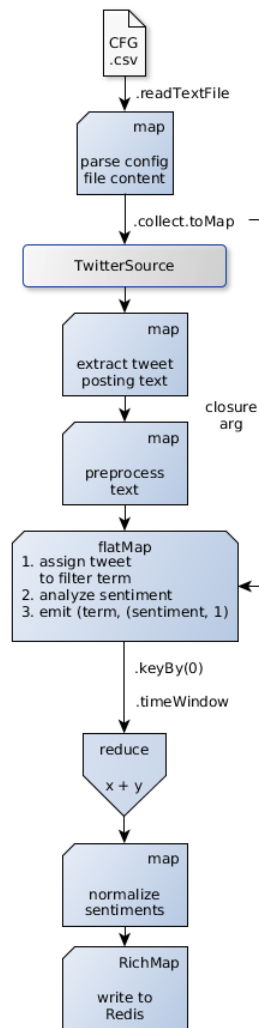 CFG
.csv
.readTextFile
map
parse config
file content
.collect.toMap
TwitterSource
map
extract tweet
posting text
closure
arg
map
preprocess
text
flatMap
1. assign tweet
to filter term
2. analyze sentiment
3. emit (term, (sentiment, 1)
.keyBy(0)
.timeWindow
reduce
x + y
map
normalize
sentiments
RichMap
write to
Redis